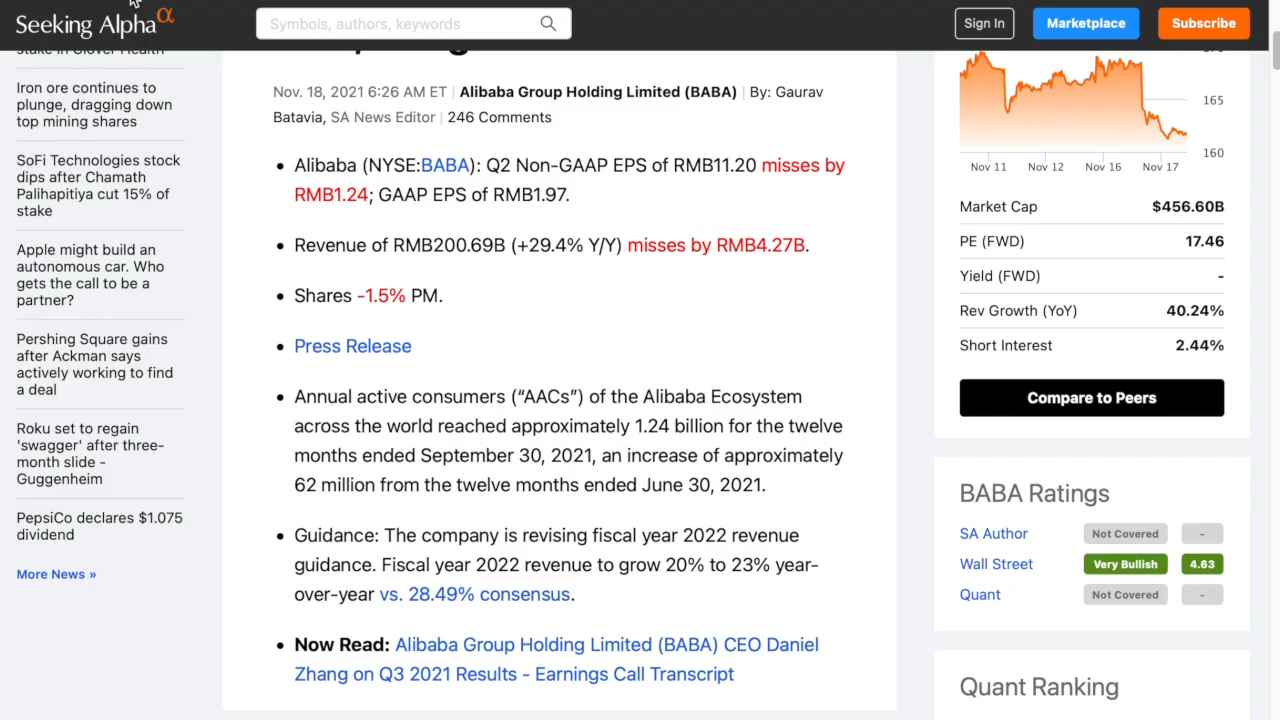 Seeking Alpha α
Symbols, authors, keywords
Sign In
Marketplace
Subscribe
stake in Clover Health
Iron ore continues to
plunge, dragging down
top mining shares
SoFi Technologies stock
dips after Chamath
Palihapitiya cut 15% of
stake
Apple might build an
autonomous car. Who
gets the call to be a
partner?
Pershing Square gains
after Ackman says
actively working to find
a deal
Roku set to regain
'swagger' after three-
month slide -
Guggenheim
PepsiCo declares $1.075
dividend
More News »
Nov. 18, 2021 6:26 AM ET | Alibaba Group Holding Limited (BABA) | By: Gaurav
Batavia, SA News Editor | 246 Comments
• Alibaba (NYSE:BABA): Q2 Non-GAAP EPS of RMB11.20 misses by
RMB1.24; GAAP EPS of RMB1.97.
• Revenue of RMB200.69B (+29.4% Y/Y) misses by RMB4.27B.
• Shares -1.5% PM.
• Press Release
• Annual active consumers (“AACs”) of the Alibaba Ecosystem
across the world reached approximately 1.24 billion for the twelve
months ended September 30, 2021, an increase of approximately
62 million from the twelve months ended June 30, 2021.
• Guidance: The company is revising fiscal year 2022 revenue
guidance. Fiscal year 2022 revenue to grow 20% to 23% year-
over-year vs. 28.49% consensus.
• Now Read: Alibaba Group Holding Limited (BABA) CEO Daniel
Zhang on Q3 2021 Results - Earnings Call Transcript
165
160
Nov 11 Nov 12 Nov 16 Nov 17
Market Cap $456.60B
PE (FWD) 17.46
Yield (FWD) -
Rev Growth (YoY) 40.24%
Short Interest 2.44%
Compare to Peers
BABA Ratings
SA Author Not Covered -
Wall Street Very Bullish 4.63
Quant Not Covered -
Quant Ranking